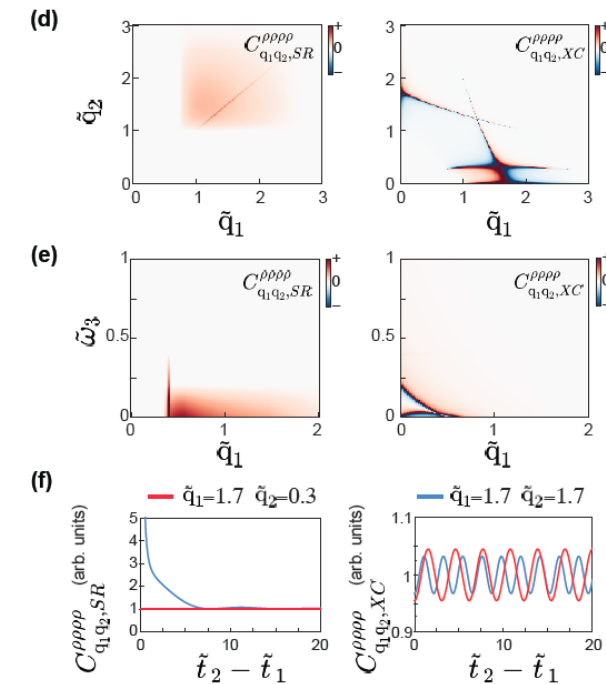 (d)
C^{ρρρρ}_{q₁q₂,SR}
+
0
−
C^{ρρρρ}_{q₁q₂,XC}
+
0
−
q̃₂
3
2
1
0
0
1
2
3
q̃₁
3
2
1
0
0
1
2
3
q̃₁
(e)
C^{ρ̂ρ̂ρ̂ρ̂}_{q₁q₂,SR}
+
0
−
C^{ρρρρ}_{q₁q₂,XC}
+
0
−
ω̃₃
1
0.5
0
0
1
2
q̃₁
1
0.5
0
0
1
2
q̃₁
(f)
q̃₁=1.7 q̃₂=0.3
q̃₁=1.7 q̃₂=1.7
C^{ρρρρ}_{q₁q₂,SR} (arb. units)
5
4
3
2
1
0
0
10
20
t̃₂ − t̃₁
C^{ρρρρ}_{q₁q₂,XC} (arb. units)
1.1
1
0.9
0
10
20
t̃₂ − t̃₁